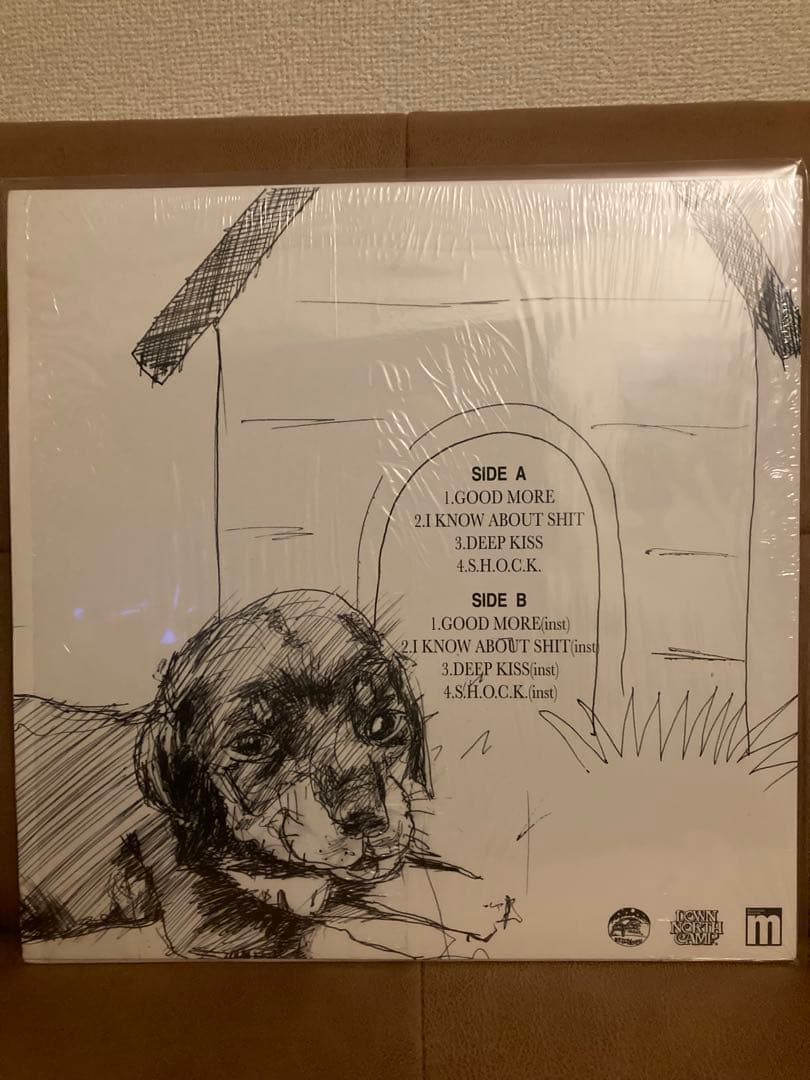 SIDE A
1.GOOD MORE
2.I KNOW ABOUT SHIT
3.DEEP KISS
4.S.H.O.C.K.
SIDE B
1.GOOD MORE(inst)
2.I KNOW ABOUT SHIT(inst)
3.DEEP KISS(inst)
4.S.H.O.C.K.(inst)
DOWN
NORTH
CAMP
m